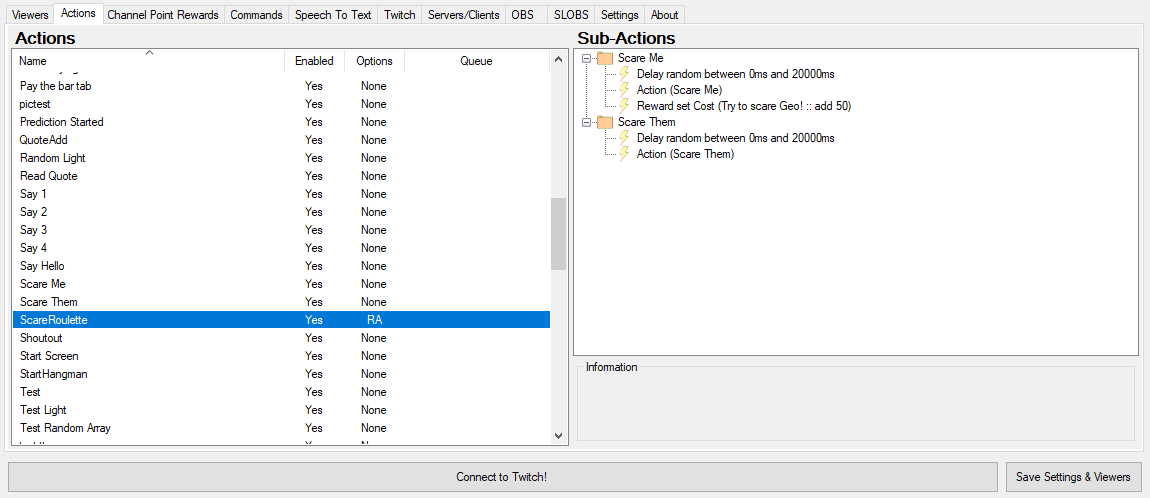 Viewers Actions Channel Point Rewards Commands Speech To Text Twitch Servers/Clients OBS SLOBS Settings About
Actions
Name Enabled Options Queue
Pay the bar tab Yes None
pictest Yes None
Prediction Started Yes None
QuoteAdd Yes None
Random Light Yes None
Read Quote Yes None
Say 1 Yes None
Say 2 Yes None
Say 3 Yes None
Say 4 Yes None
Say Hello Yes None
Scare Me Yes None
Scare Them Yes None
ScareRoulette Yes RA
Shoutout Yes None
Start Screen Yes None
StartHangman Yes None
Test Yes None
Test Light Yes None
Test Random Array Yes None
Sub-Actions
Scare Me
Delay random between 0ms and 20000ms
Action (Scare Me)
Reward set Cost (Try to scare Geo! :: add 50)
Scare Them
Delay random between 0ms and 20000ms
Action (Scare Them)
Information
Connect to Twitch!
Save Settings & Viewers